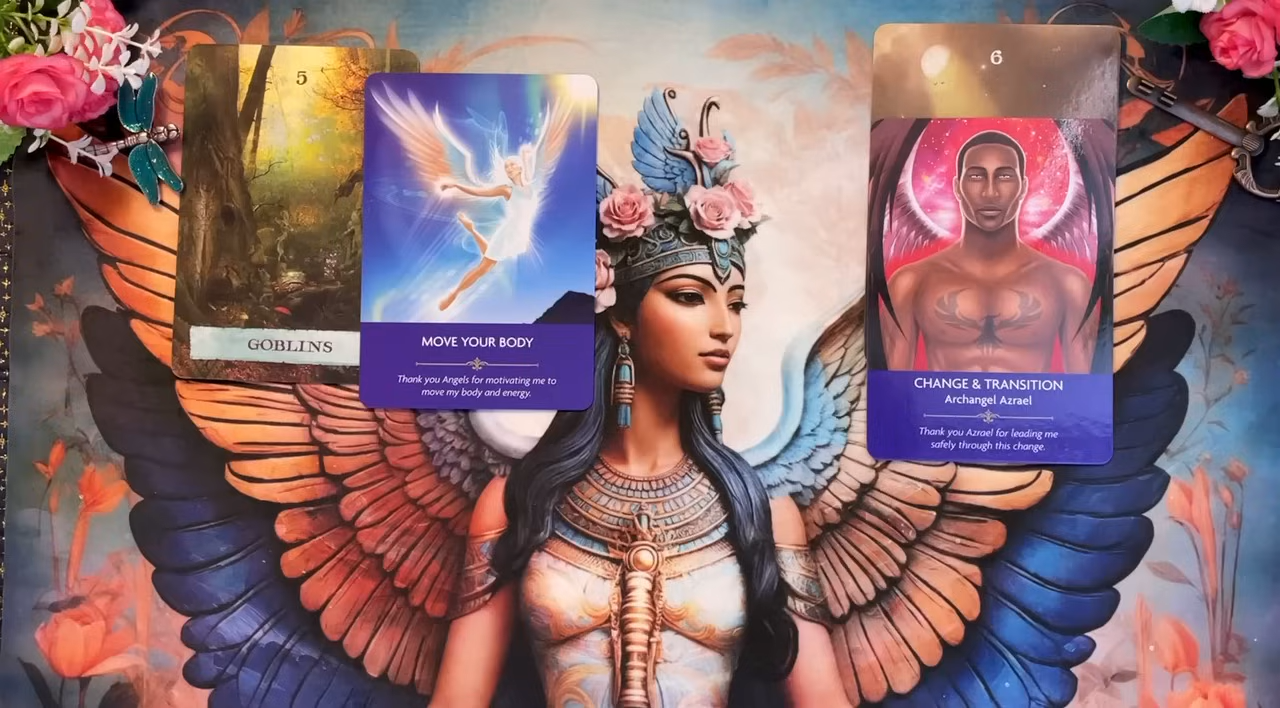 5
GOBLINS
MOVE YOUR BODY
Thank you Angels for motivating me to
move my body and energy.
6
CHANGE & TRANSITION
Archangel Azrael
Thank you Azrael for leading me
safely through this change.